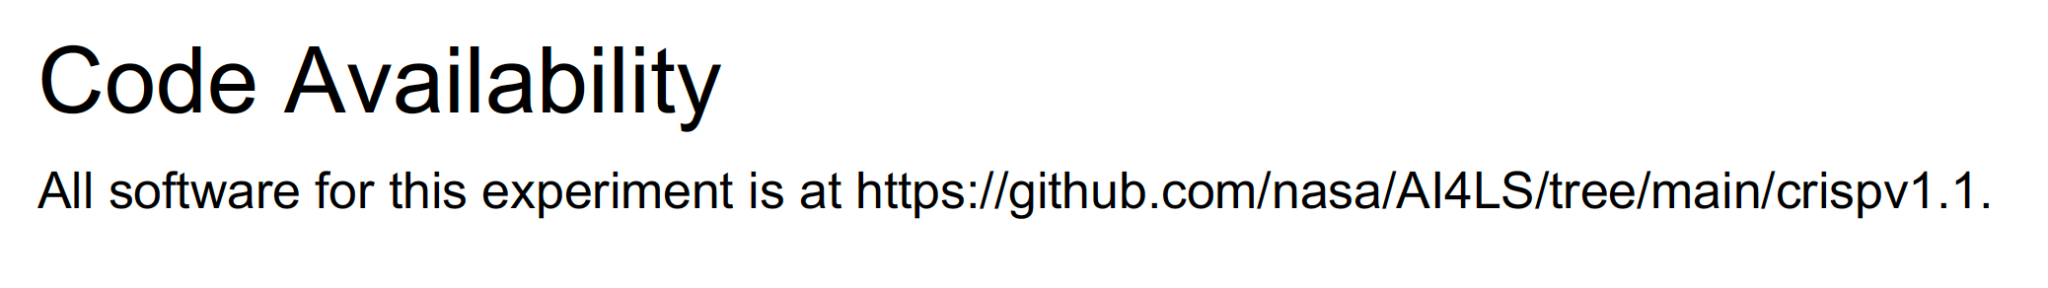 Code Availability
All software for this experiment is at https://github.com/nasa/AI4LS/tree/main/crispv1.1.